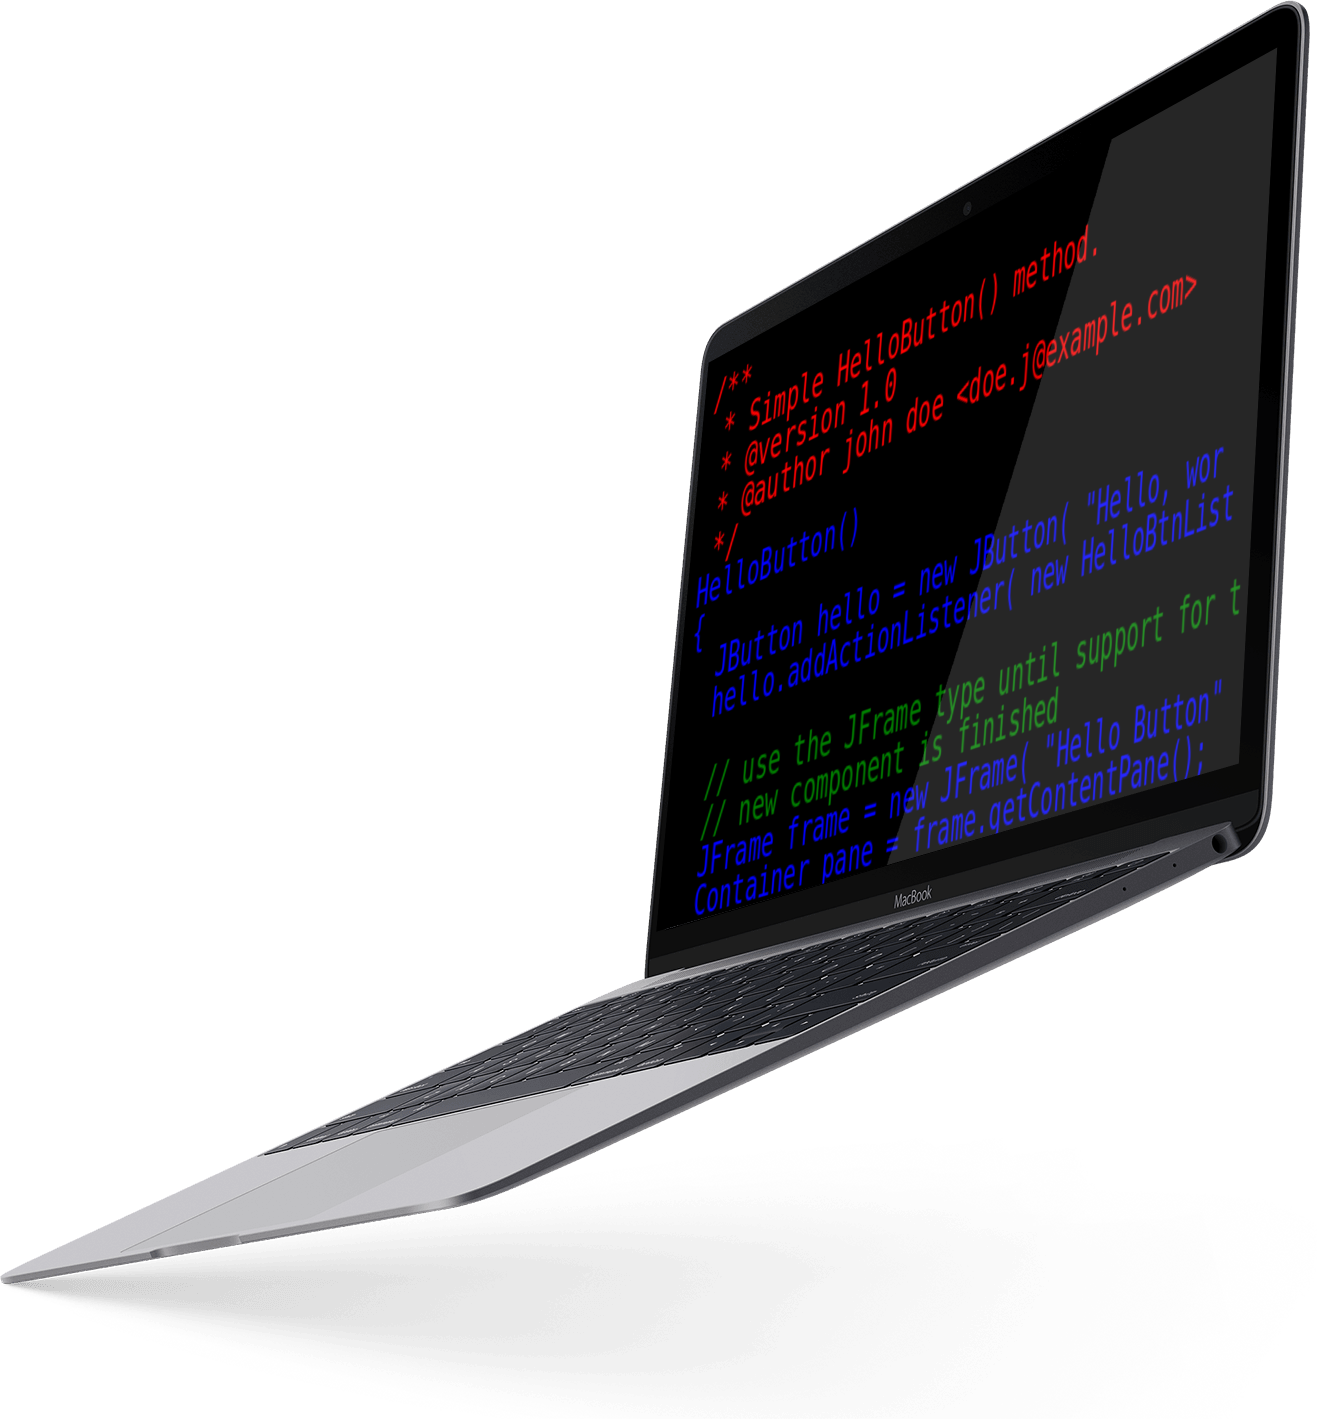 /**
* Simple HelloButton() method.
* @version 1.0
* @author john doe <doe.j@example.com>
*/
HelloButton()
{
JButton hello = new JButton( "Hello, wor
hello.addActionListener( new HelloBtnList
// use the JFrame type until support for t
// new component is finished
JFrame frame = new JFrame( "Hello Button"
Container pane = frame.getContentPane();
MacBook